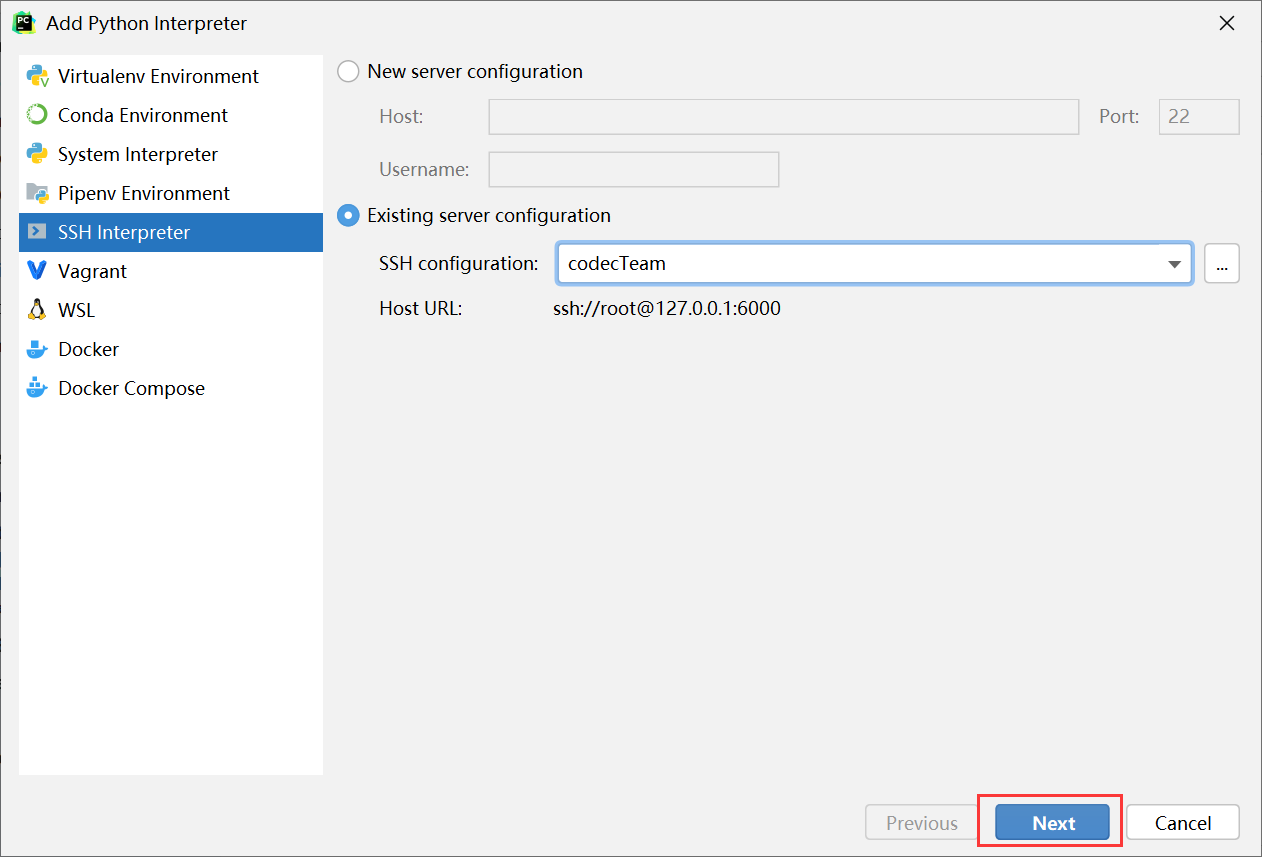 Add Python Interpreter
Virtualenv Environment
Conda Environment
System Interpreter
Pipenv Environment
SSH Interpreter
Vagrant
WSL
Docker
Docker Compose
New server configuration
Host: Port: 22
Username:
Existing server configuration
SSH configuration: codecTeam ...
Host URL: ssh://root@127.0.0.1:6000
Previous Next Cancel